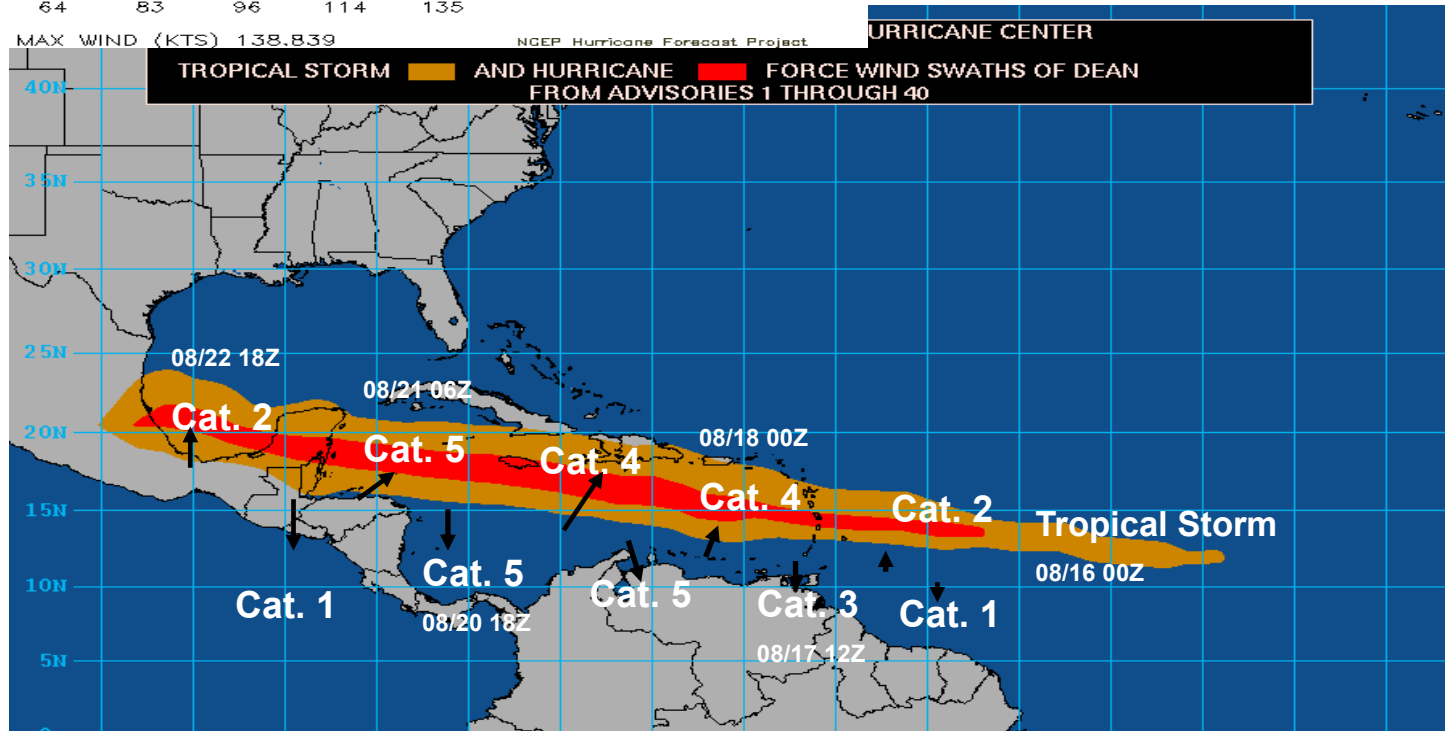 64 83 96 114 135
MAX WIND (KTS) 138.839 NCEP Hurricane Forecast Project
URRICANE CENTER
TROPICAL STORM AND HURRICANE FORCE WIND SWATHS OF DEAN
FROM ADVISORIES 1 THROUGH 40
40N
35N
30N
25N
08/22 18Z
08/21 06Z
Cat. 2
20N
08/18 00Z
Cat. 5
Cat. 4
Cat. 4
Cat. 2
15N
Tropical Storm
08/16 00Z
Cat. 5
10N
Cat. 5
Cat. 1
Cat. 3
Cat. 1
08/20 18Z
08/17 12Z
5N